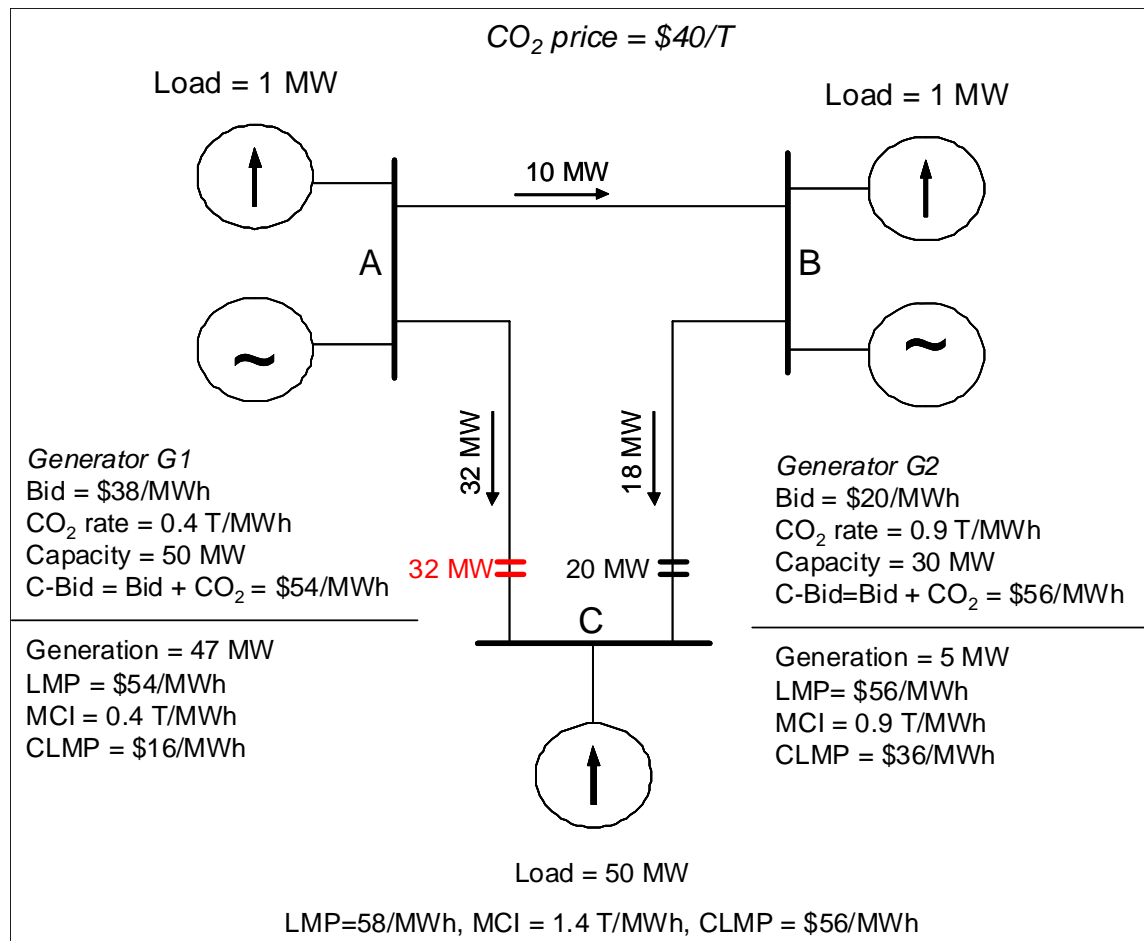 CO2 price = $40/T
Load = 1 MW
Load = 1 MW
10 MW
A
B
32 MW
18 MW
Generator G1
Bid = $38/MWh
CO2 rate = 0.4 T/MWh
Capacity = 50 MW
C-Bid = Bid + CO2 = $54/MWh
Generator G2
Bid = $20/MWh
CO2 rate = 0.9 T/MWh
Capacity = 30 MW
C-Bid=Bid + CO2 = $56/MWh
32 MW
20 MW
C
Generation = 47 MW
LMP = $54/MWh
MCI = 0.4 T/MWh
CLMP = $16/MWh
Generation = 5 MW
LMP= $56/MWh
MCI = 0.9 T/MWh
CLMP = $36/MWh
Load = 50 MW
LMP=58/MWh, MCI = 1.4 T/MWh, CLMP = $56/MWh